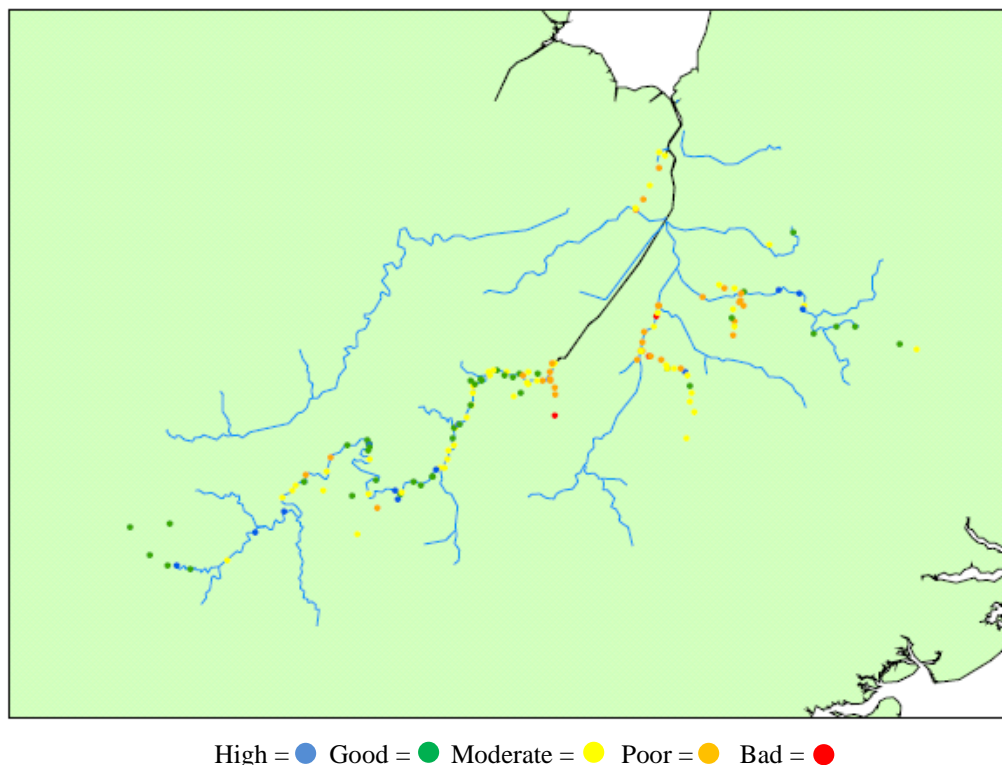 High = Good = Moderate = Poor = Bad =